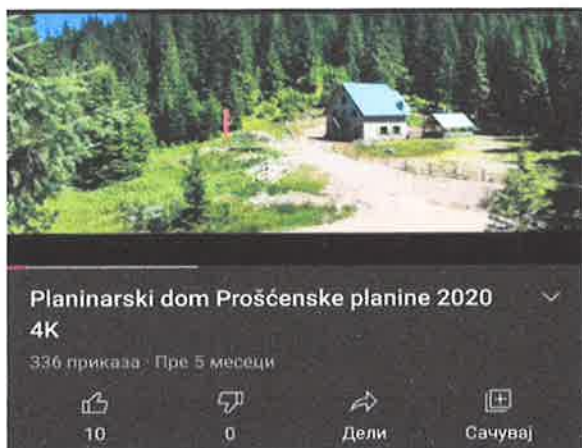 Planinarski dom Prošćenske planine 2020
4K
336 приказа · Пре 5 месеци
10
0
Дели
Сачувај